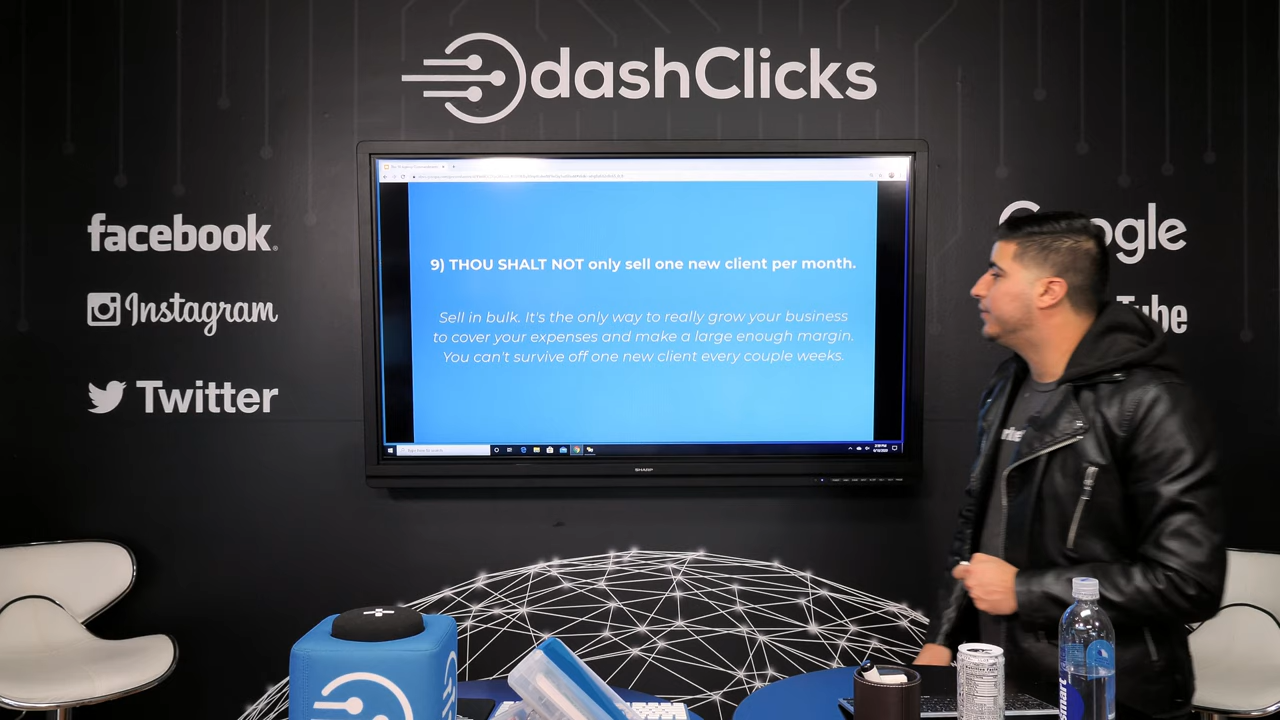 dashClicks
facebook
Instagram
Twitter
9) THOU SHALT NOT only sell one new client per month.
Sell in bulk. It's the only way to really grow your business
to cover your expenses and make a large enough margin.
You can't survive off one new client every couple weeks.
SHARP
ogle
Tube